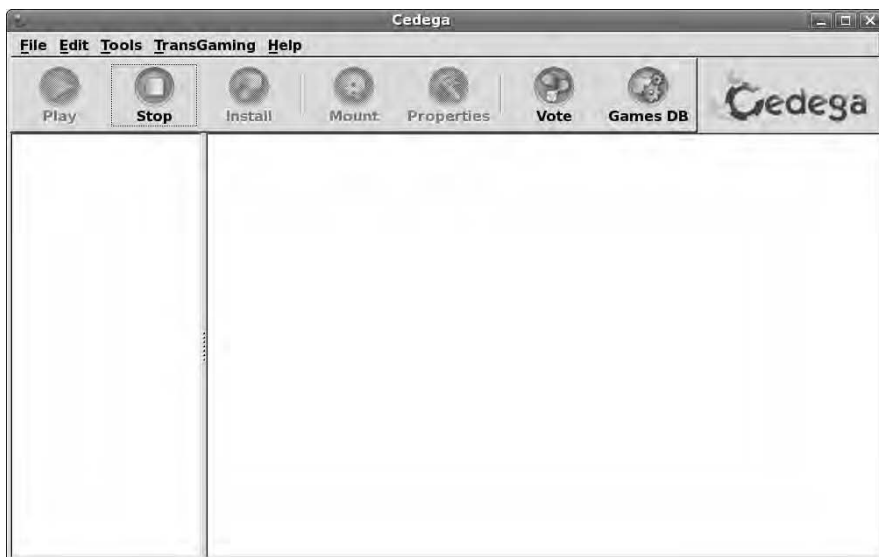 Cedega
File Edit Tools TransGaming Help
Play Stop Install Mount Properties Vote Games DB Cedega